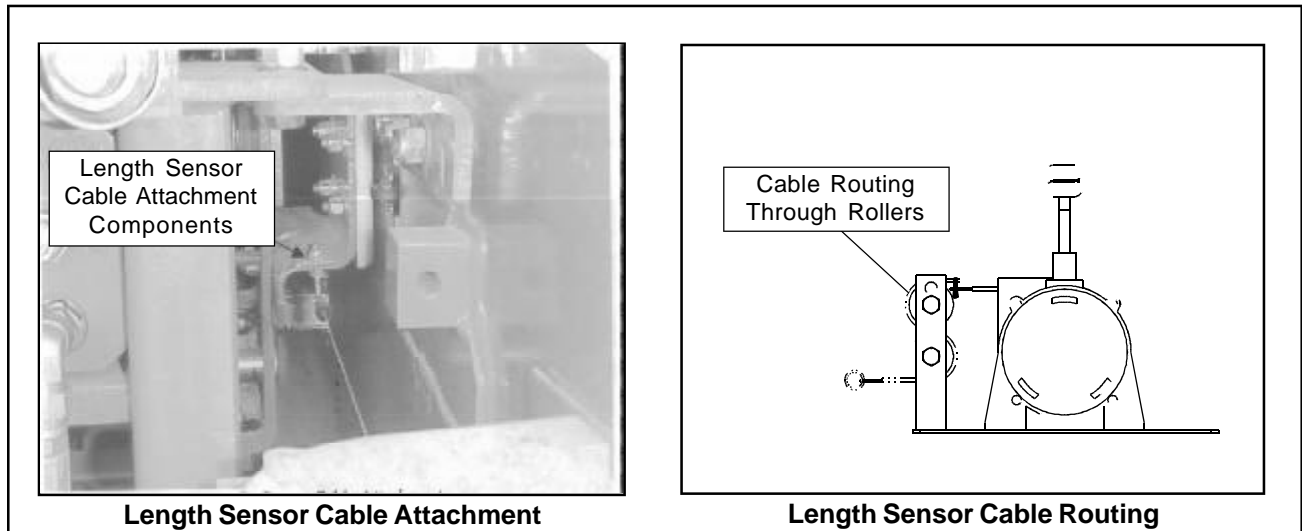 Length Sensor
Cable Attachment
Components
Length Sensor Cable Attachment
Cable Routing
Through Rollers
Length Sensor Cable Routing